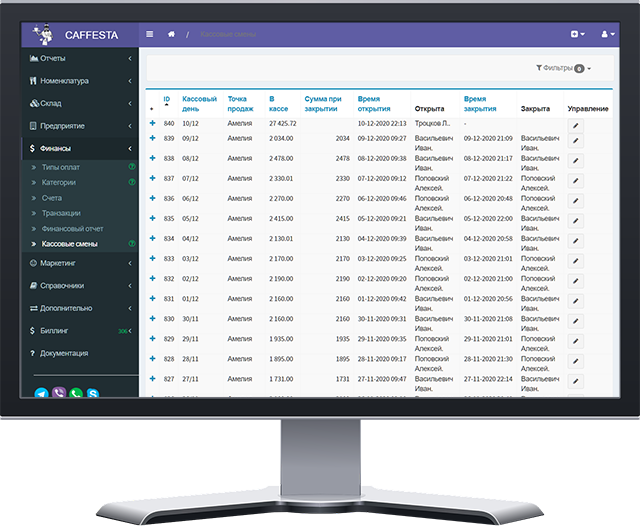 CAFFESTA
/ Кассовые смены
Отчеты
Номенклатура
Склад
Предприятие
Финансы
Типы оплат
Категории
Счета
Транзакции
Финансовый отчет
Кассовые смены
Маркетинг
Справочники
Дополнительно
Биллинг
Документация
Фильтры 0
+ ID Кассовый день Точка продаж В кассе Сумма при закрытии Время открытия Открыта Время закрытия Закрыта Управление
840 10/12 Амелия 27 425.72 10-12-2020 22:13 Троцков Л.. -
839 09/12 Амелия 2 034.00 2034 09-12-2020 09:27 Васильевич Иван. 09-12-2020 21:09 Васильевич Иван.
838 08/12 Амелия 2 478.00 2478 08-12-2020 09:38 Васильевич Иван. 08-12-2020 21:17 Васильевич Иван.
837 07/12 Амелия 2 330.01 2330 07-12-2020 09:12 Поповский Алексей. 07-12-2020 21:22 Поповский Алексей.
836 06/12 Амелия 2 270.00 2270 06-12-2020 09:46 Поповский Алексей. 06-12-2020 20:48 Поповский Алексей.
835 05/12 Амелия 2 415.00 2415 05-12-2020 09:21 Васильевич Иван. 05-12-2020 22:00 Васильевич Иван.
834 04/12 Амелия 2 130.01 2130 04-12-2020 09:39 Васильевич Иван. 04-12-2020 20:58 Васильевич Иван.
833 03/12 Амелия 2 170.00 2170 03-12-2020 09:25 Поповский Алексей. 03-12-2020 21:01 Поповский Алексей.
832 02/12 Амелия 2 190.00 2190 02-12-2020 09:20 Поповский Алексей. 02-12-2020 21:00 Поповский Алексей.
831 01/12 Амелия 2 160.00 2160 01-12-2020 09:42 Васильевич Иван. 01-12-2020 20:56 Васильевич Иван.
830 30/11 Амелия 2 160.00 2160 30-11-2020 09:31 Васильевич Иван. 30-11-2020 21:08 Васильевич Иван.
829 29/11 Амелия 1 935.00 1935 29-11-2020 09:35 Поповский Алексей. 29-11-2020 21:01 Поповский Алексей.
828 28/11 Амелия 1 895.00 1895 28-11-2020 09:17 Поповский Алексей. 28-11-2020 21:30 Поповский Алексей.
827 27/11 Амелия 1 731.00 1731 27-11-2020 09:47 Васильевич Иван. 27-11-2020 22:14 Васильевич Иван.